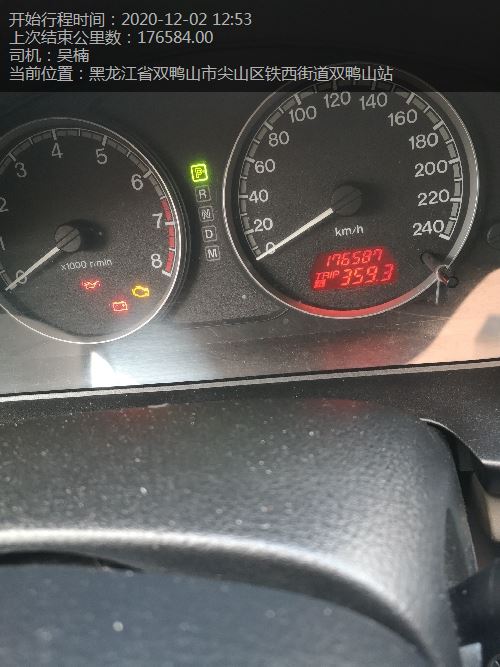 开始行程时间：2020-12-02 12:53
上次结束公里数：176584.00
司机：吴楠
当前位置：黑龙江省双鸭山市尖山区铁西街道双鸭山站
0 1 2 3 4 5 6 7 8
x1000 r/min
P
R
N
D
M
0 20 40 60 80 100 120 140 160 180 200 220 240
km/h
176587
TRIP 359.3